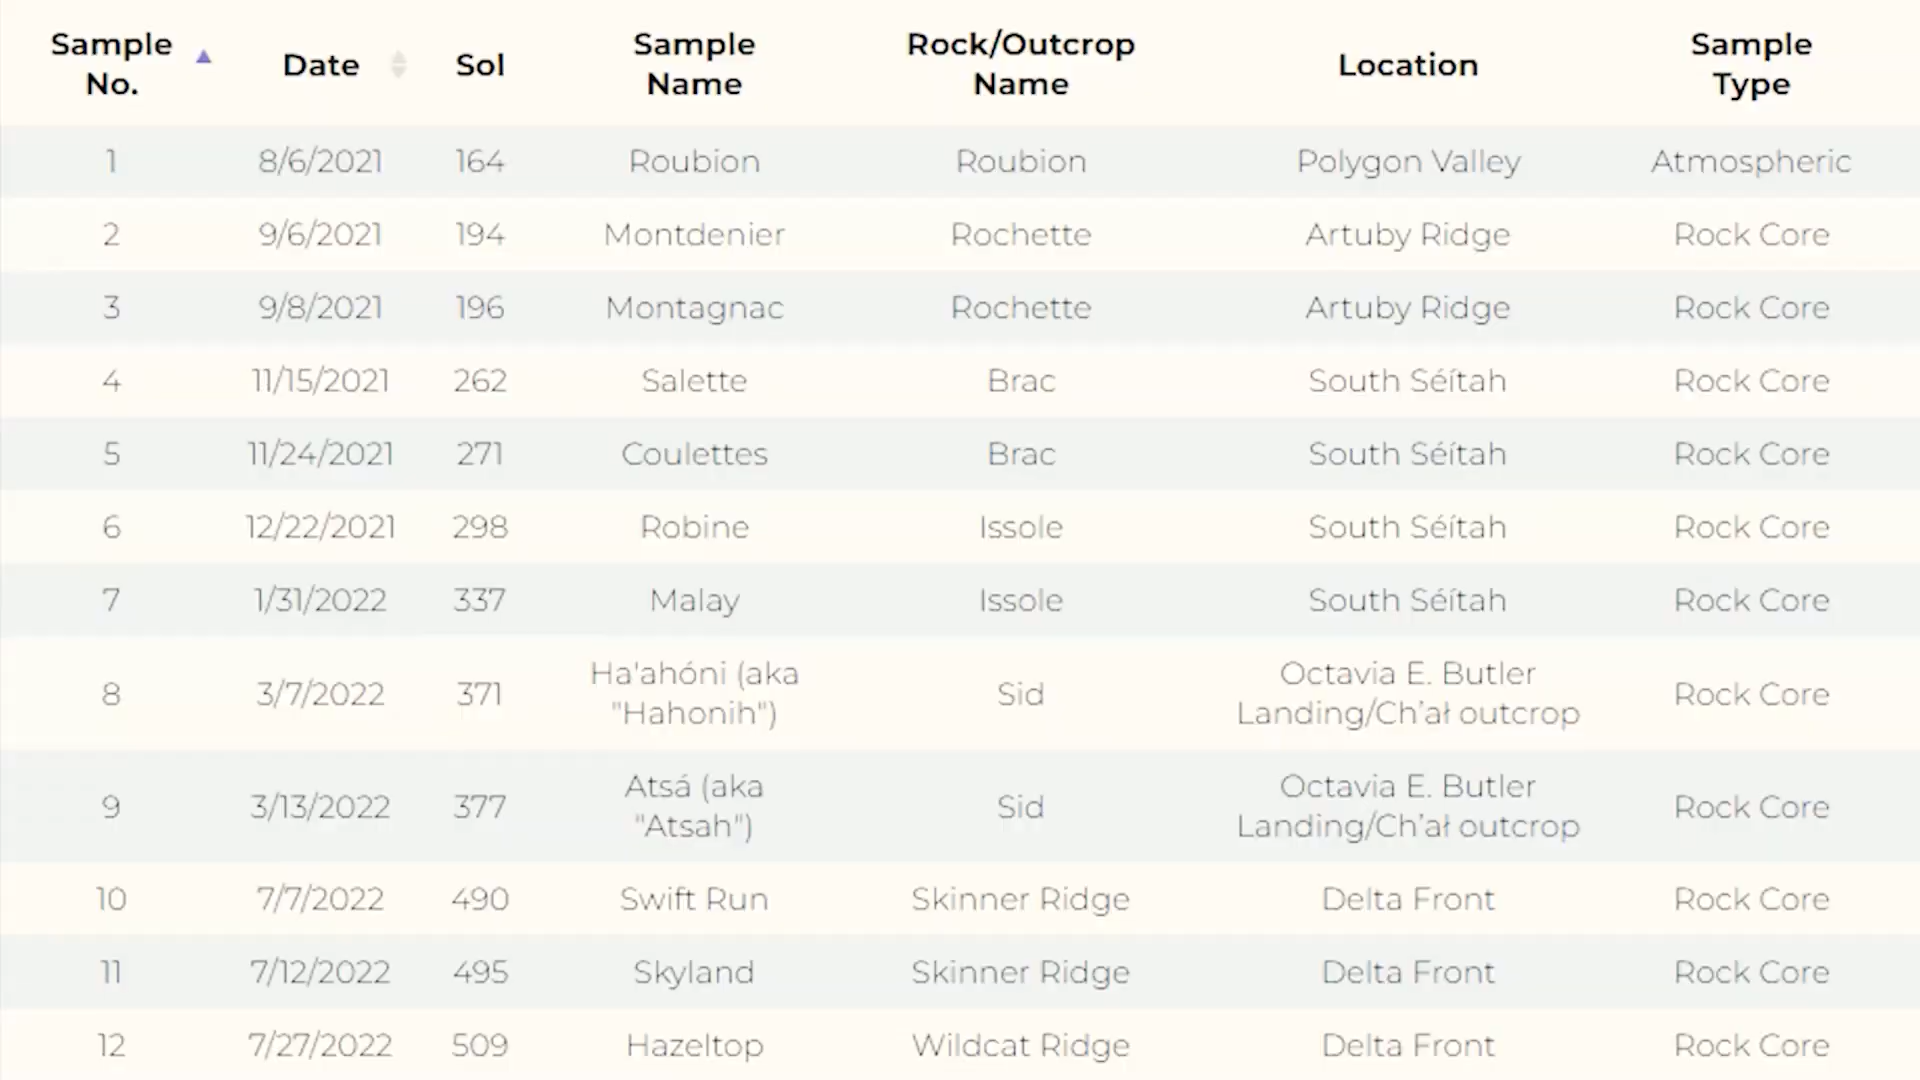 Sample No. Date Sol Sample Name Rock/Outcrop Name Location Sample Type
1 8/6/2021 164 Roubion Roubion Polygon Valley Atmospheric
2 9/6/2021 194 Montdenier Rochette Artuby Ridge Rock Core
3 9/8/2021 196 Montagnac Rochette Artuby Ridge Rock Core
4 11/15/2021 262 Salette Brac South Séítah Rock Core
5 11/24/2021 271 Coulettes Brac South Séítah Rock Core
6 12/22/2021 298 Robine Issole South Séítah Rock Core
7 1/31/2022 337 Malay Issole South Séítah Rock Core
8 3/7/2022 371 Ha'ahóni (aka "Hahonih") Sid Octavia E. Butler Landing/Ch’ał outcrop Rock Core
9 3/13/2022 377 Atsá (aka "Atsah") Sid Octavia E. Butler Landing/Ch’ał outcrop Rock Core
10 7/7/2022 490 Swift Run Skinner Ridge Delta Front Rock Core
11 7/12/2022 495 Skyland Skinner Ridge Delta Front Rock Core
12 7/27/2022 509 Hazeltop Wildcat Ridge Delta Front Rock Core